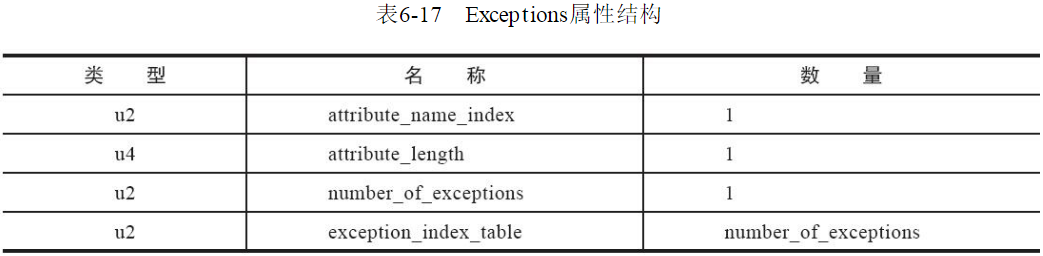 表6-17 Exceptions属性结构
类 型 名 称 数 量
u2 attribute_name_index 1
u4 attribute_length 1
u2 number_of_exceptions 1
u2 exception_index_table number_of_exceptions